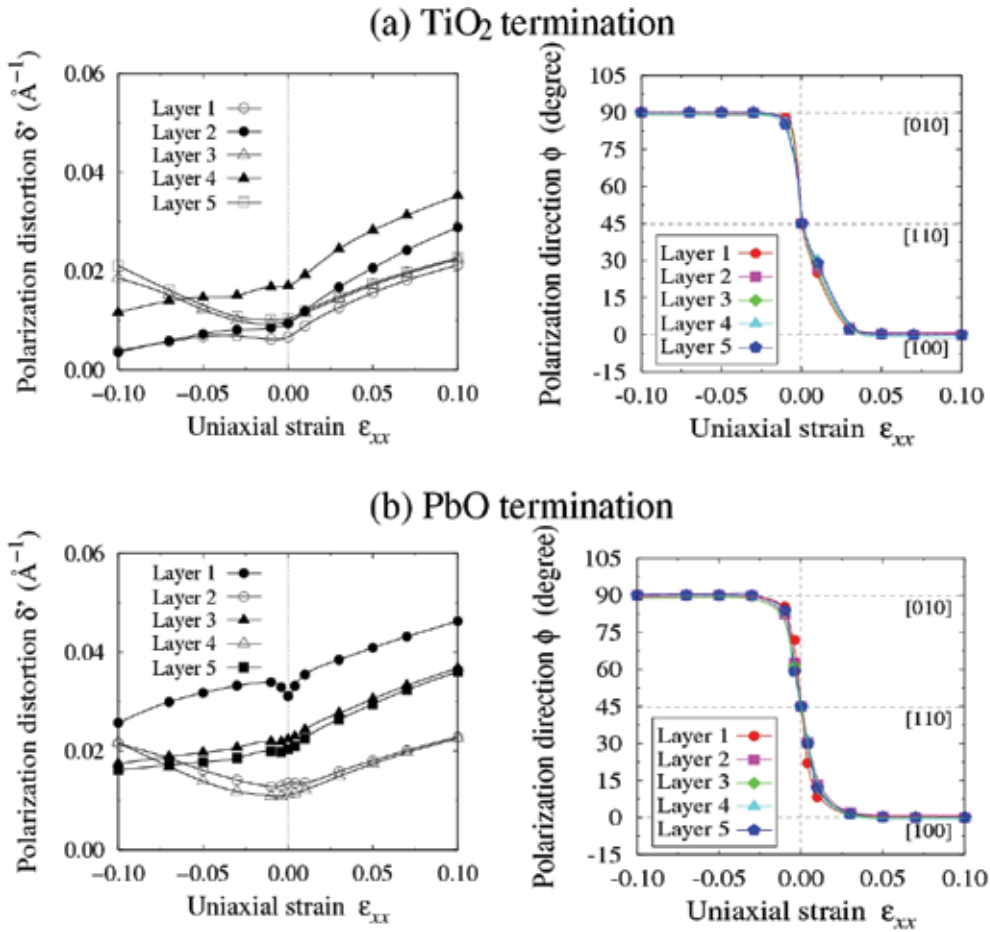 (a) TiO₂ termination
Polarization distortion δ' (Å⁻¹)
0.06
0.04
0.02
0.00
Layer 1
Layer 2
Layer 3
Layer 4
Layer 5
−0.10 −0.05 0.00 0.05 0.10
Uniaxial strain εxx
Polarization direction ϕ (degree)
105
90
75
60
45
30
15
0
-15
[010]
[110]
[100]
Layer 1
Layer 2
Layer 3
Layer 4
Layer 5
-0.10 -0.05 0.00 0.05 0.10
Uniaxial strain εxx
(b) PbO termination
Polarization distortion δ' (Å⁻¹)
0.06
0.04
0.02
0.00
Layer 1
Layer 2
Layer 3
Layer 4
Layer 5
−0.10 −0.05 0.00 0.05 0.10
Uniaxial strain εxx
Polarization direction ϕ (degree)
105
90
75
60
45
30
15
0
-15
[010]
[110]
[100]
Layer 1
Layer 2
Layer 3
Layer 4
Layer 5
-0.10 -0.05 0.00 0.05 0.10
Uniaxial strain εxx